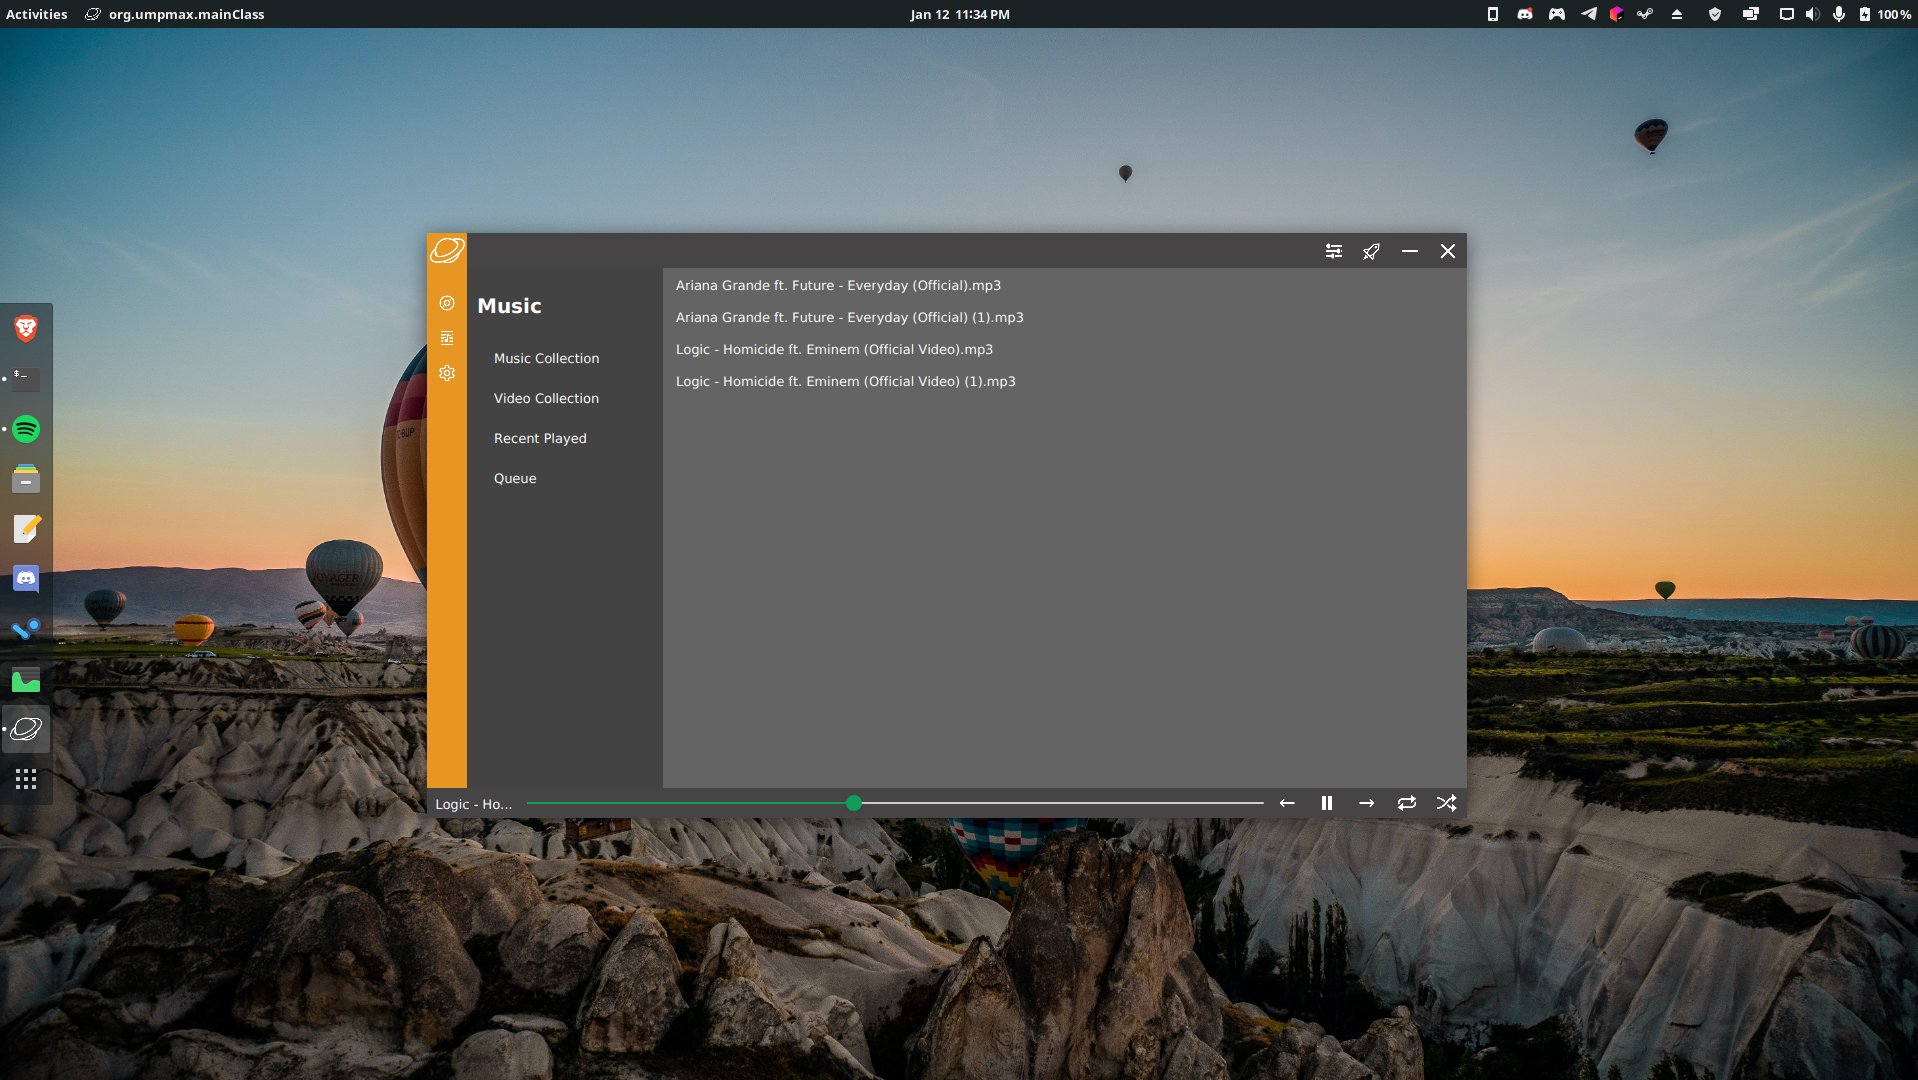 Activities org.umpmax.mainClass Jan 12 11:34 PM 100 %
Music
Music Collection
Video Collection
Recent Played
Queue
Ariana Grande ft. Future - Everyday (Official).mp3
Ariana Grande ft. Future - Everyday (Official) (1).mp3
Logic - Homicide ft. Eminem (Official Video).mp3
Logic - Homicide ft. Eminem (Official Video) (1).mp3
Logic - Ho...
$_
VOYAGER